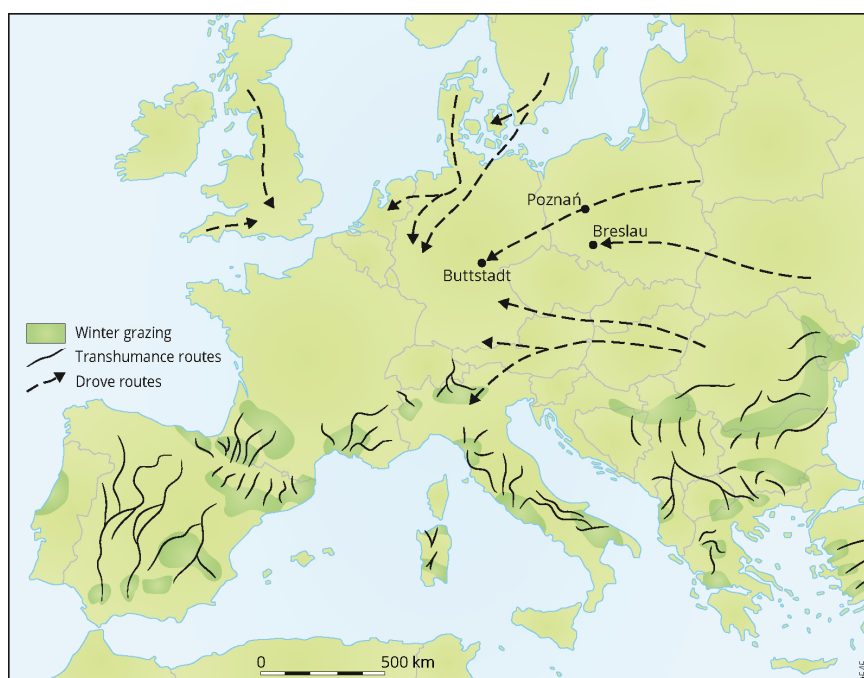 Poznań
Breslau
Buttstadt
Winter grazing
Transhumance routes
Drove routes
0 500 km